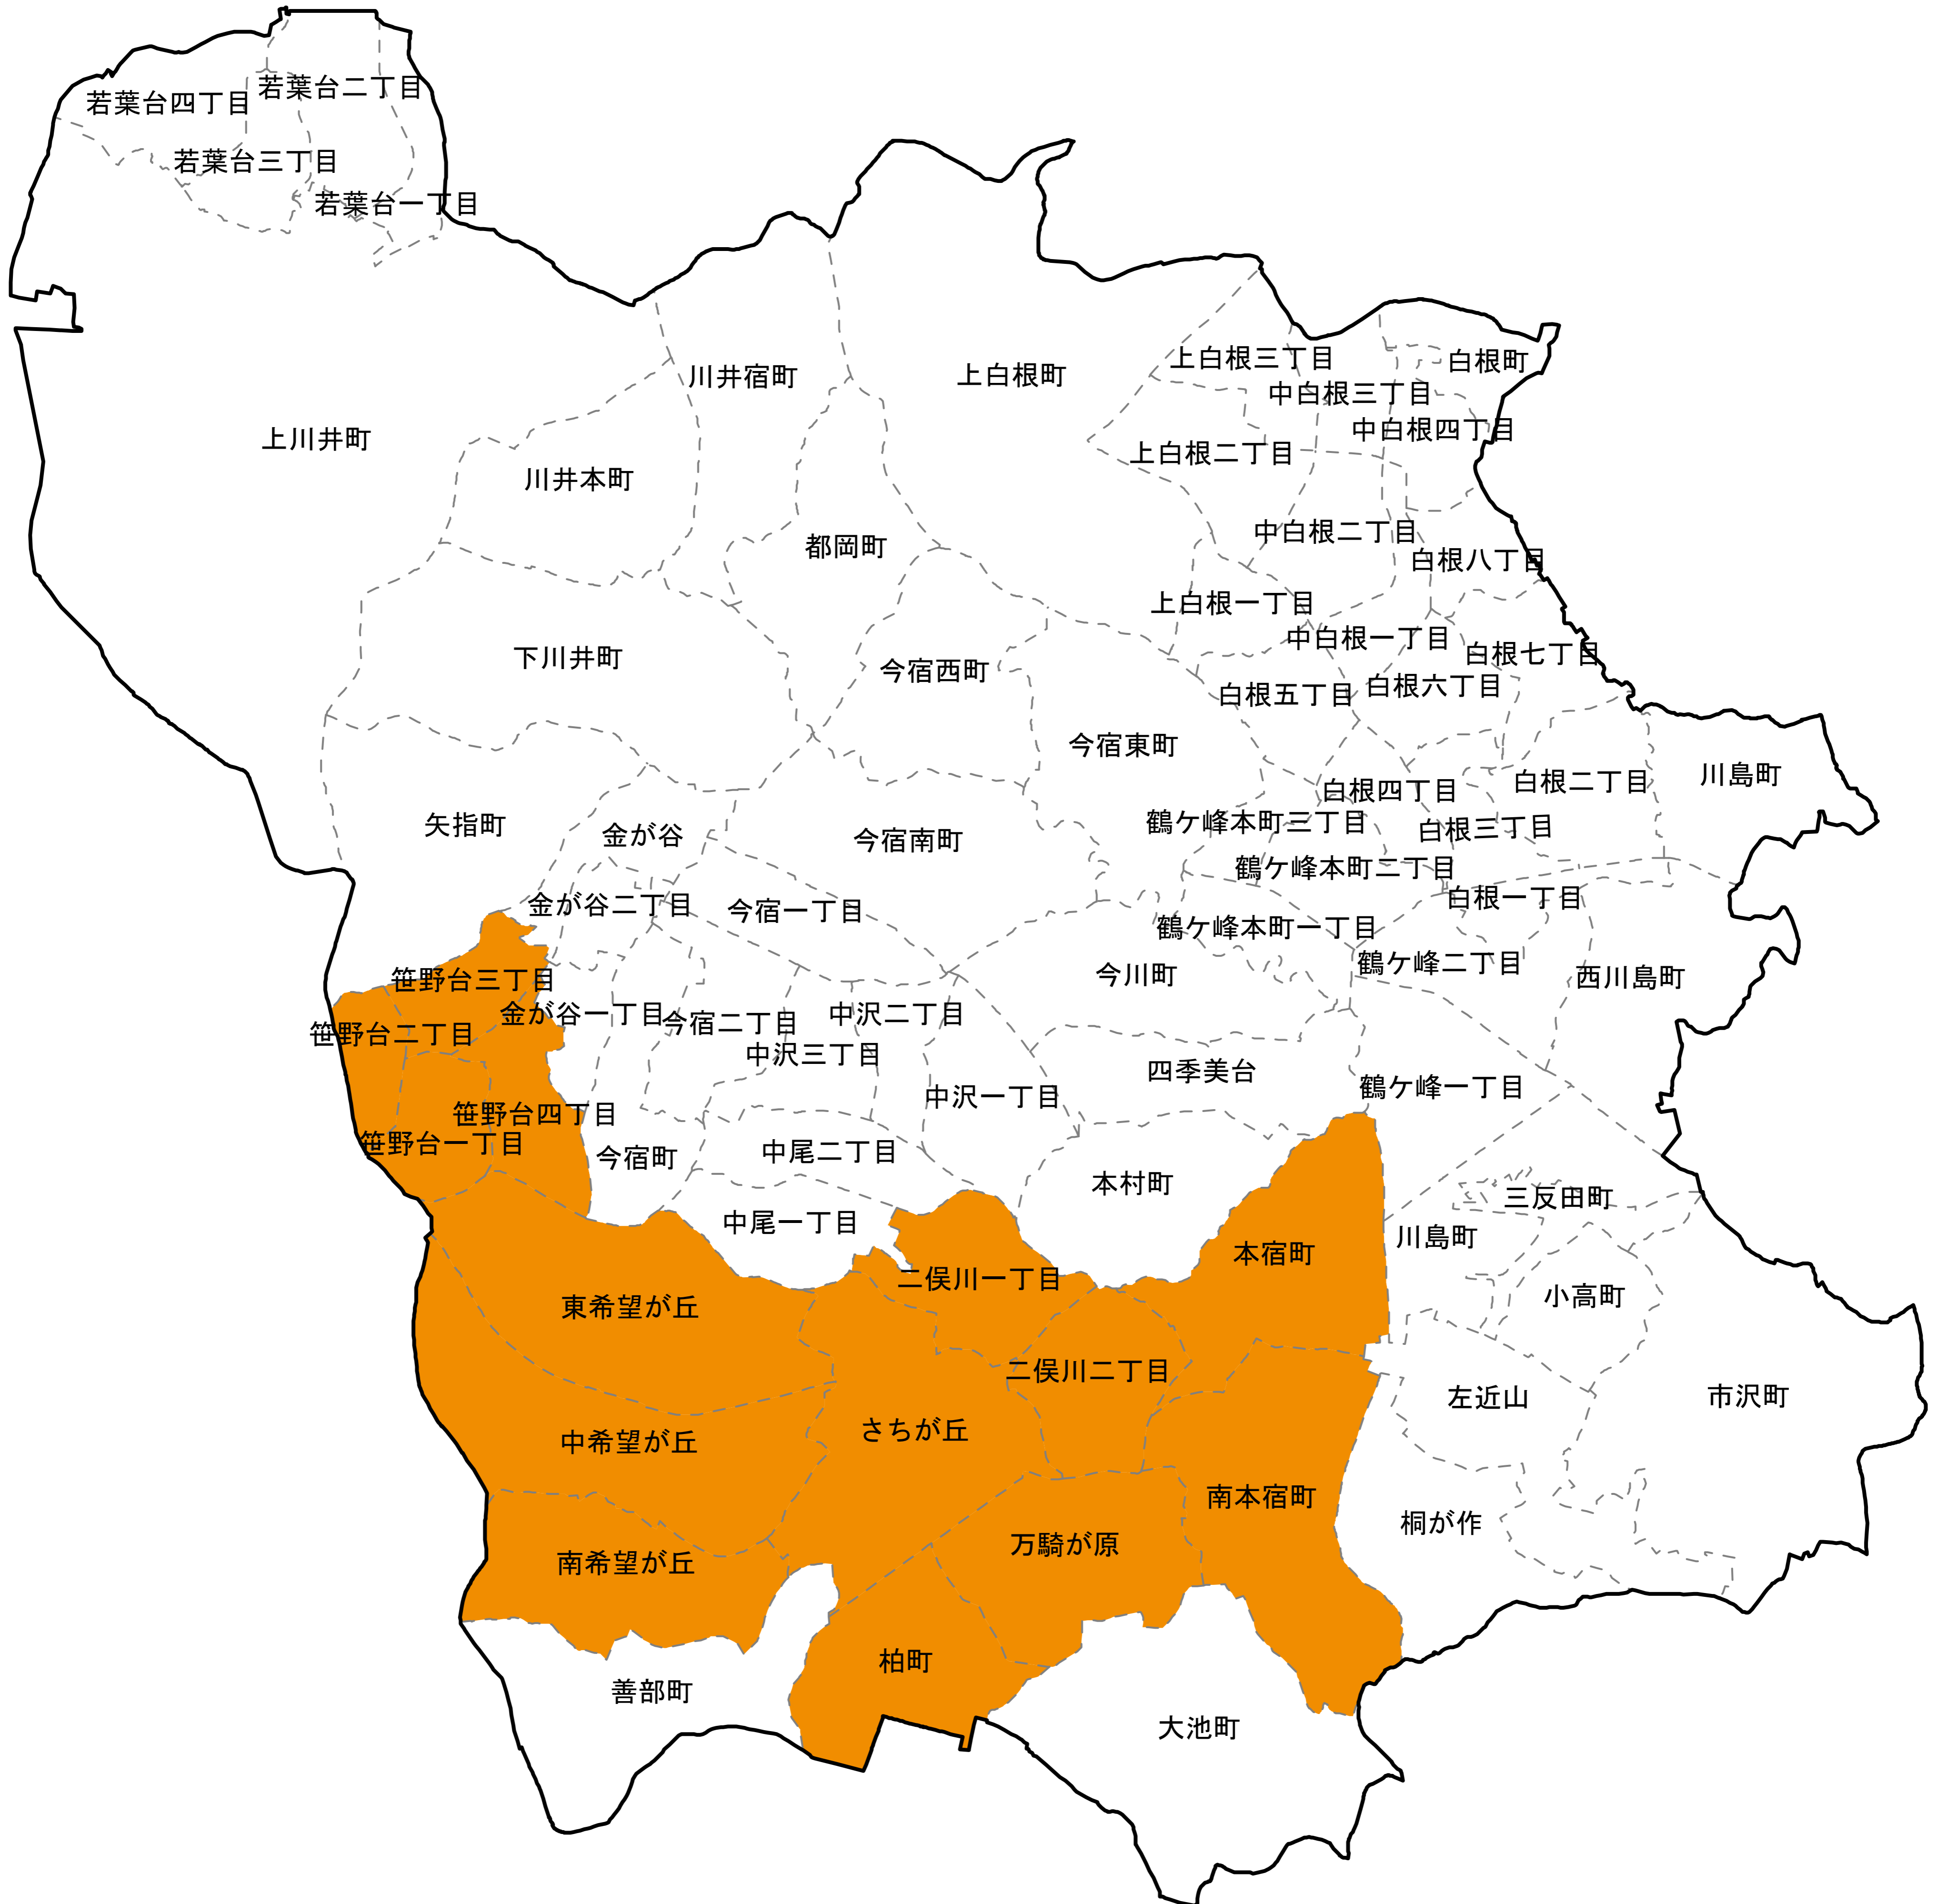 若葉台二丁目
若葉台四丁目
若葉台三丁目
若葉台一丁目
上白根三丁目
白根町
川井宿町
上白根町
中白根三丁目
中白根四丁目
上川井町
上白根二丁目
川井本町
中白根二丁目
都岡町
白根八丁目
上白根一丁目
中白根一丁目
白根七丁目
下川井町
今宿西町
白根六丁目
白根五丁目
今宿東町
川島町
白根二丁目
白根四丁目
矢指町
金が谷
鶴ケ峰本町三丁目
白根三丁目
今宿南町
鶴ケ峰本町二丁目
白根一丁目
金が谷二丁目
今宿一丁目
鶴ケ峰本町一丁目
鶴ケ峰二丁目
今川町
西川島町
笹野台三丁目
金が谷一丁目
中沢二丁目
今宿二丁目
笹野台二丁目
中沢三丁目
四季美台
鶴ケ峰一丁目
中沢一丁目
笹野台四丁目
笹野台一丁目
中尾二丁目
今宿町
本村町
三反田町
中尾一丁目
川島町
本宿町
二俣川一丁目
小高町
東希望が丘
二俣川二丁目
左近山
市沢町
さちが丘
中希望が丘
南本宿町
桐が作
万騎が原
南希望が丘
柏町
善部町
大池町